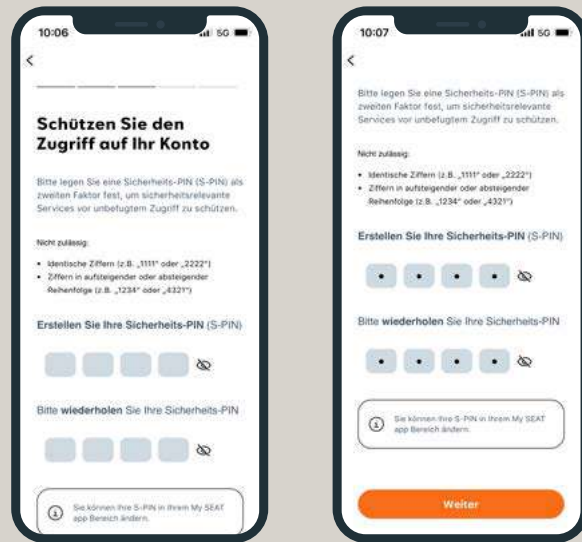 10:06
5G
Schützen Sie den
Zugriff auf Ihr Konto
Bitte legen Sie eine Sicherheits-PIN (S-PIN) als
zweiten Faktor fest, um sicherheitsrelevante
Services vor unbefugtem Zugriff zu schützen.
Nicht zulässig:
• Identische Ziffern (z.B. „1111“ oder „2222“)
• Ziffern in aufsteigender oder absteigender
Reihenfolge (z.B. „1234“ oder „4321“)
Erstellen Sie Ihre Sicherheits-PIN (S-PIN)
Bitte wiederholen Sie Ihre Sicherheits-PIN
Sie können Ihre S-PIN in Ihrem My SEAT
app Bereich ändern.
10:07
5G
Bitte legen Sie eine Sicherheits-PIN (S-PIN) als
zweiten Faktor fest, um sicherheitsrelevante
Services vor unbefugtem Zugriff zu schützen.
Nicht zulässig:
• Identische Ziffern (z.B. „1111“ oder „2222“)
• Ziffern in aufsteigender oder absteigender
Reihenfolge (z.B. „1234“ oder „4321“)
Erstellen Sie Ihre Sicherheits-PIN (S-PIN)
Bitte wiederholen Sie Ihre Sicherheits-PIN
Sie können Ihre S-PIN in Ihrem My SEAT
app Bereich ändern.
Weiter